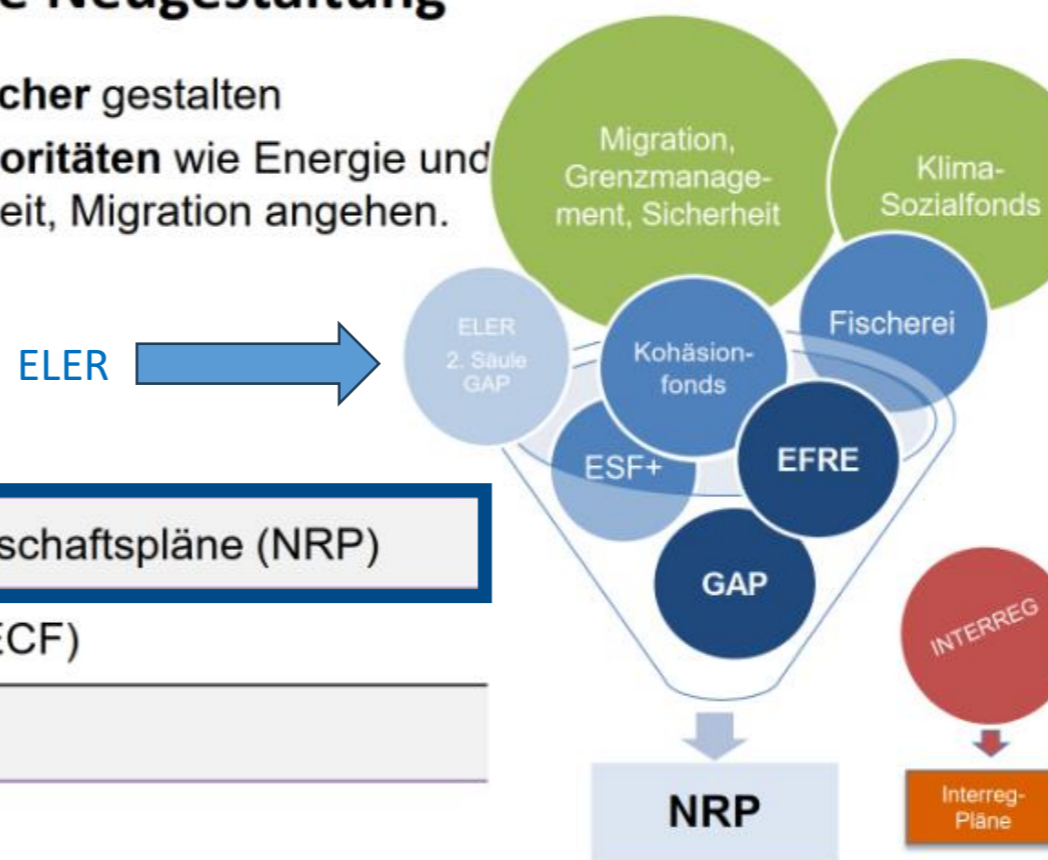 e Neugestaltung
cher gestalten
oritäten wie Energie und
eit, Migration angehen.
Migration,
Grenzmanage-
ment, Sicherheit
Klima-
Sozialfonds
ELER
ELER
2. Säule
GAP
Kohäsion-
fonds
Fischerei
ESF+
EFRE
GAP
schaftspläne (NRP)
ECF)
INTERREG
NRP
Interreg-
Pläne